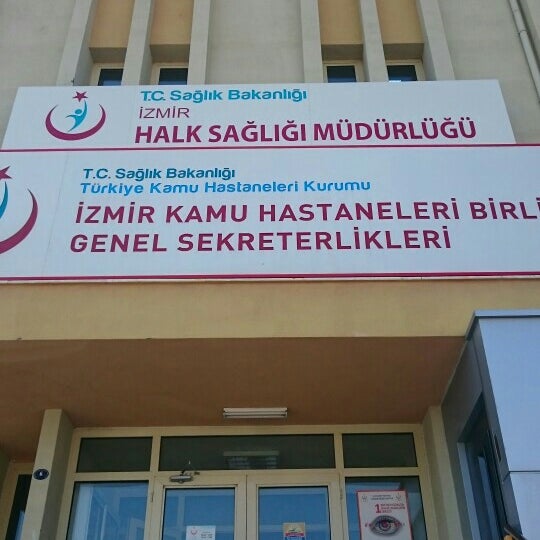 T.C. Sağlık Bakanlığı
İZMİR
HALK SAĞLIĞI MÜDÜRLÜĞÜ
T.C. Sağlık Bakanlığı
Türkiye Kamu Hastaneleri Kurumu
İZMİR KAMU HASTANELERİ BİRLİ
GENEL SEKRETERLİKLERİ